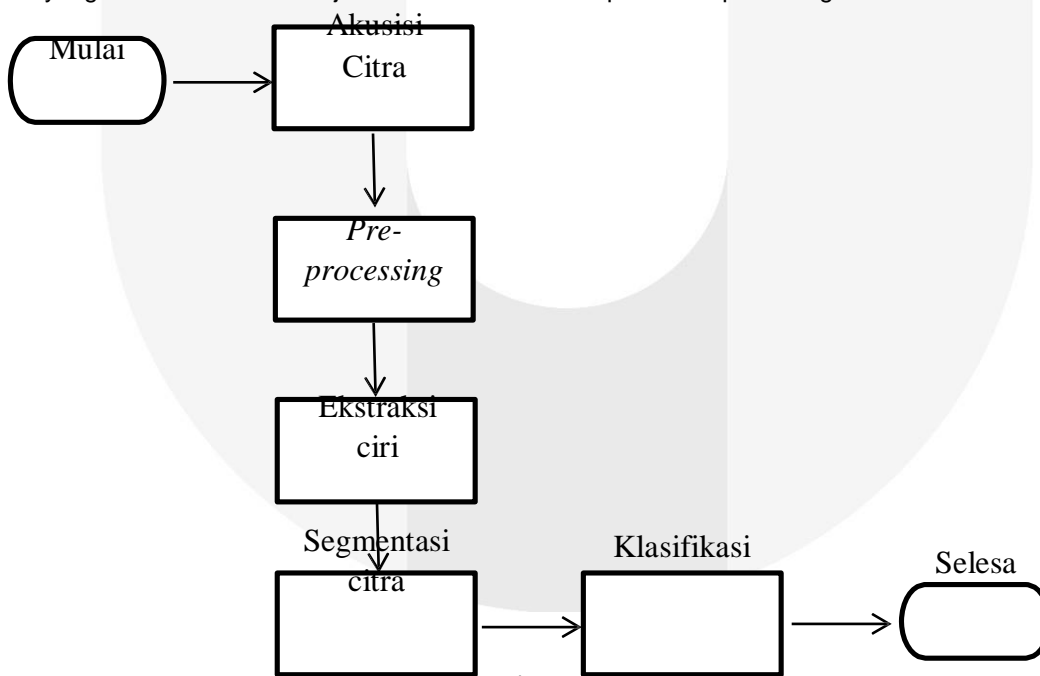 Mulai
Akusisi
Citra
Pre-
processing
Ekstraksi
ciri
Segmentasi
citra
Klasifikasi
Selesa